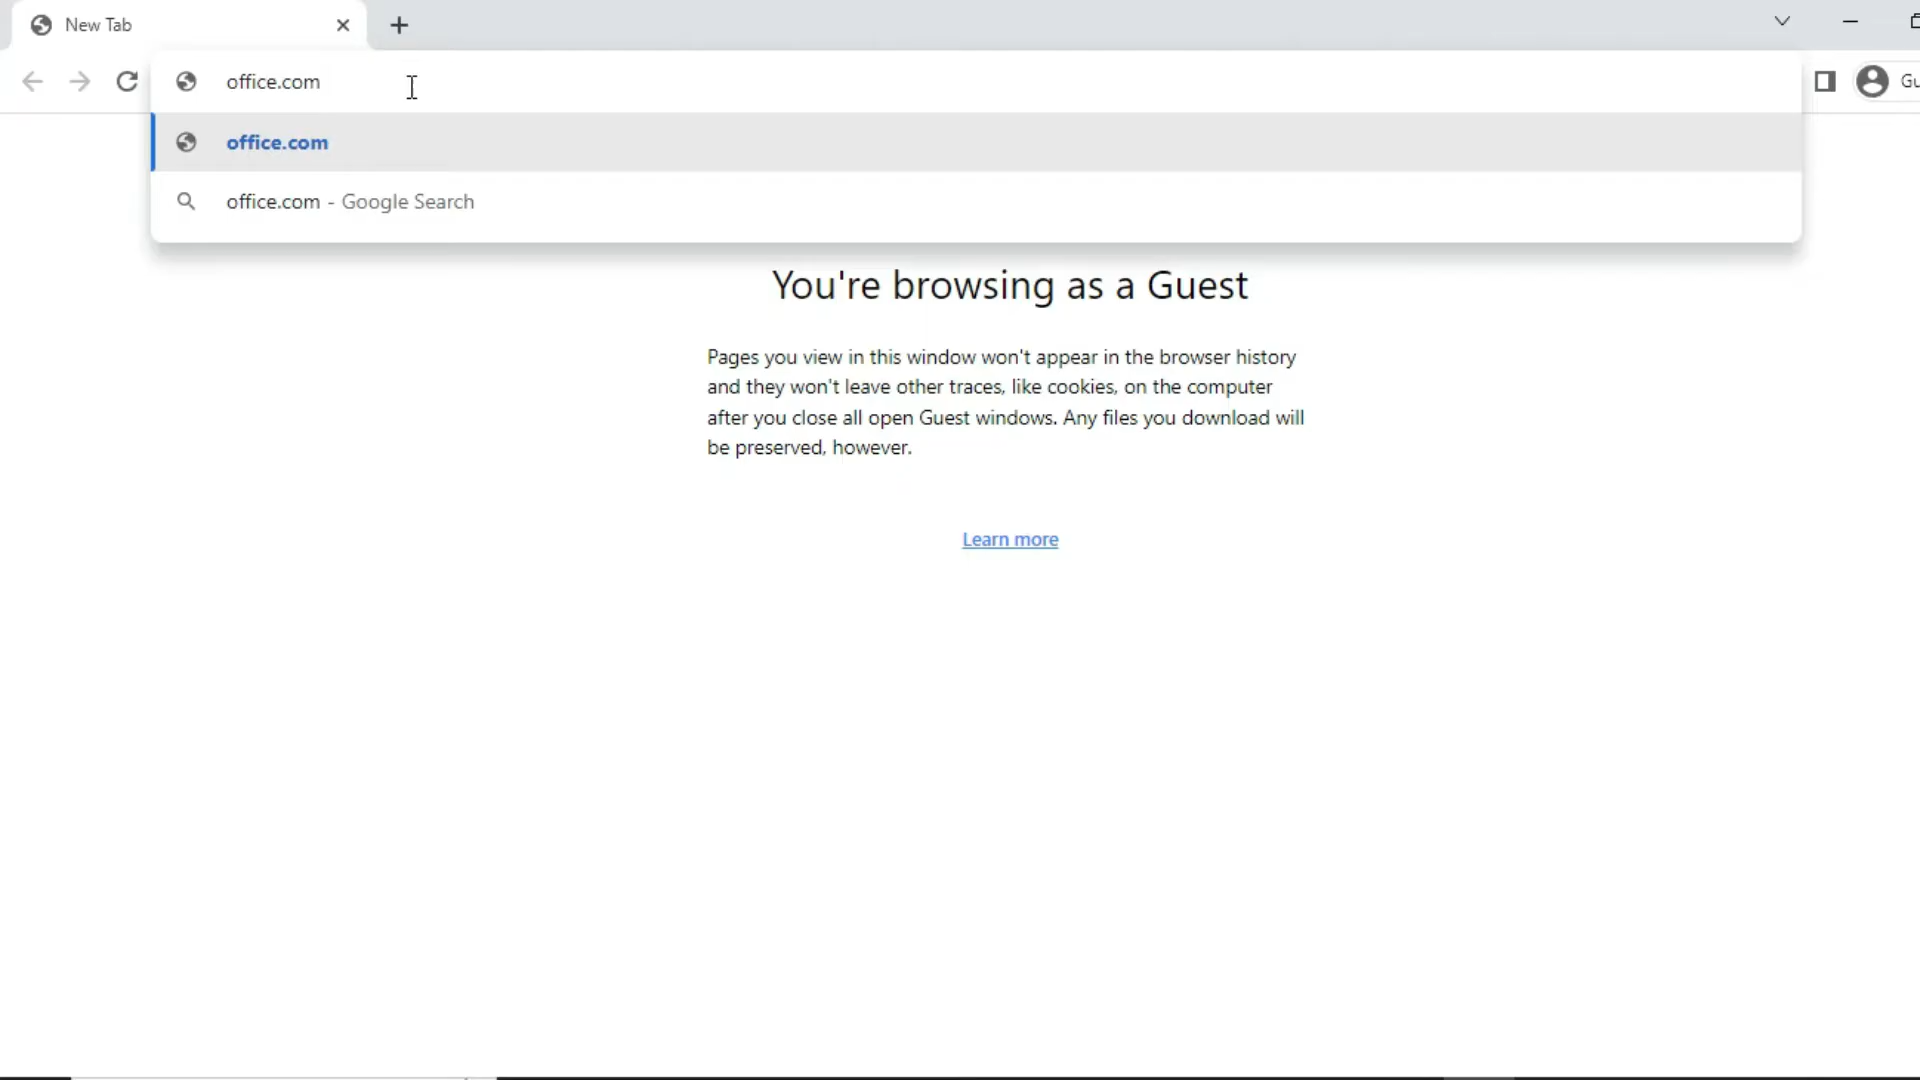 New Tab
office.com
Gu
office.com
office.com - Google Search
You're browsing as a Guest
Pages you view in this window won't appear in the browser history
and they won't leave other traces, like cookies, on the computer
after you close all open Guest windows. Any files you download will
be preserved, however.
Learn more